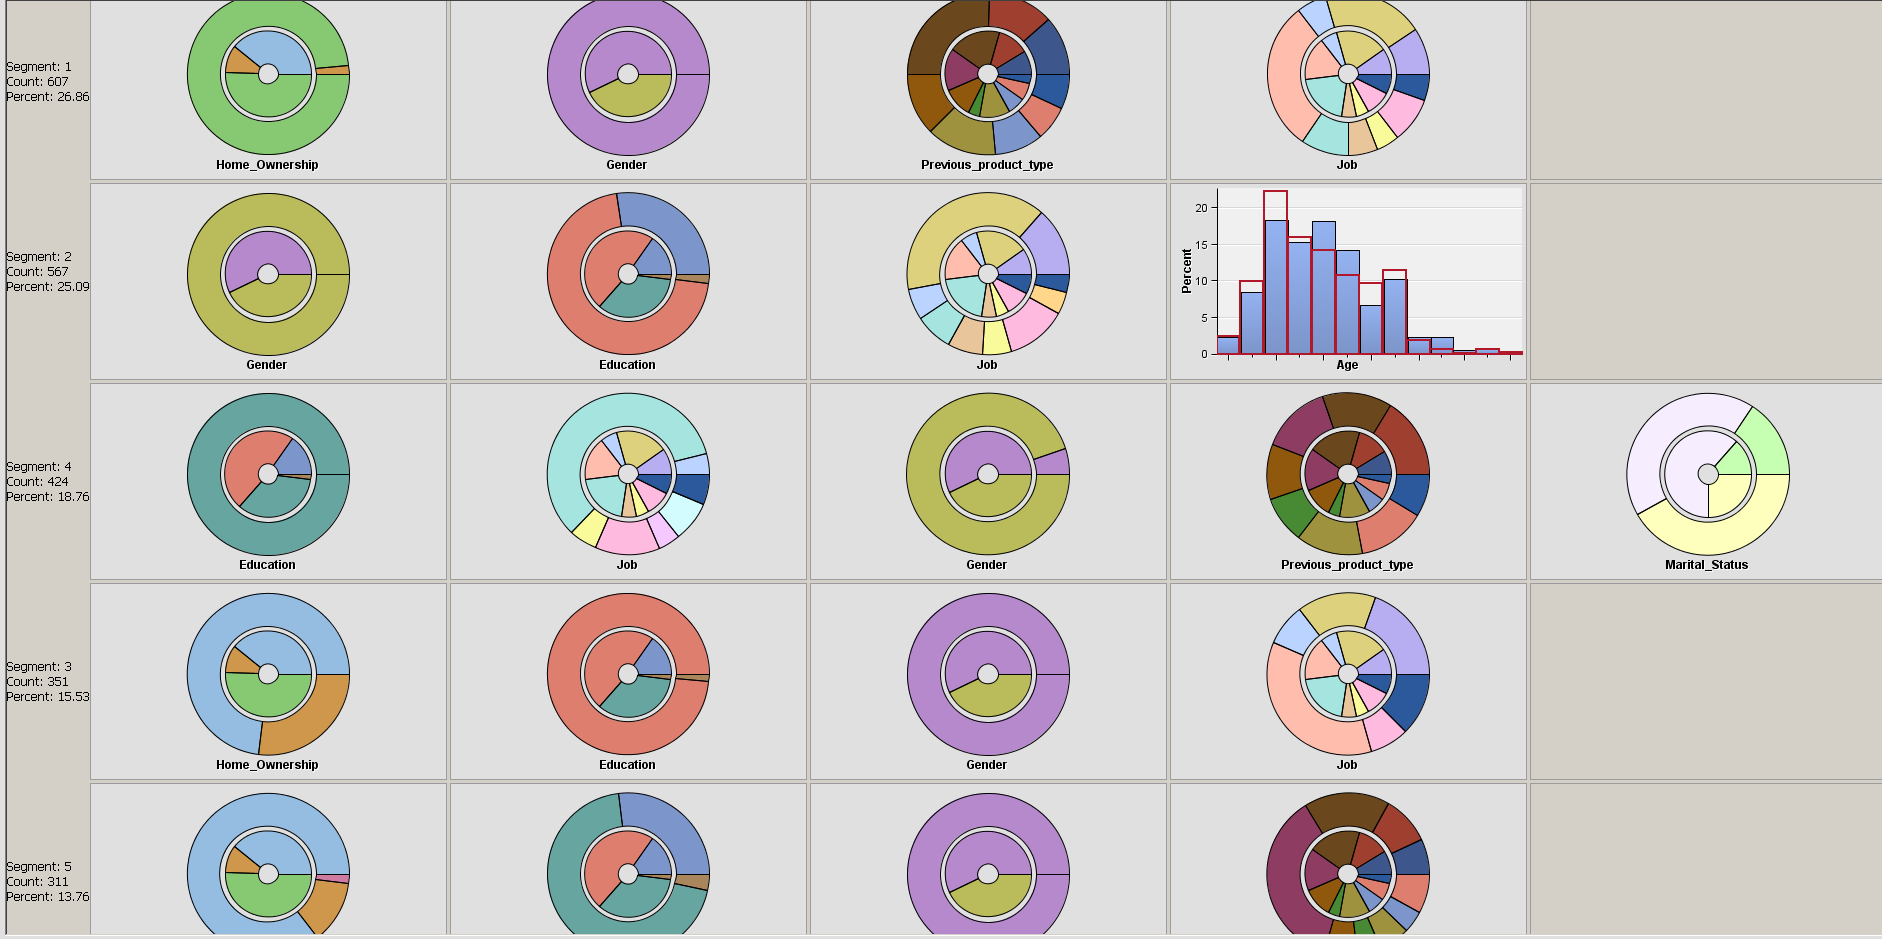 Segment: 1
Count: 607
Percent: 26.86
Home_Ownership
Gender
Previous_product_type
Job
Segment: 2
Count: 567
Percent: 25.09
Gender
Education
Job
Percent
20
15
10
5
0
Age
Segment: 4
Count: 424
Percent: 18.76
Education
Job
Gender
Previous_product_type
Marital_Status
Segment: 3
Count: 351
Percent: 15.53
Home_Ownership
Education
Gender
Job
Segment: 5
Count: 311
Percent: 13.76